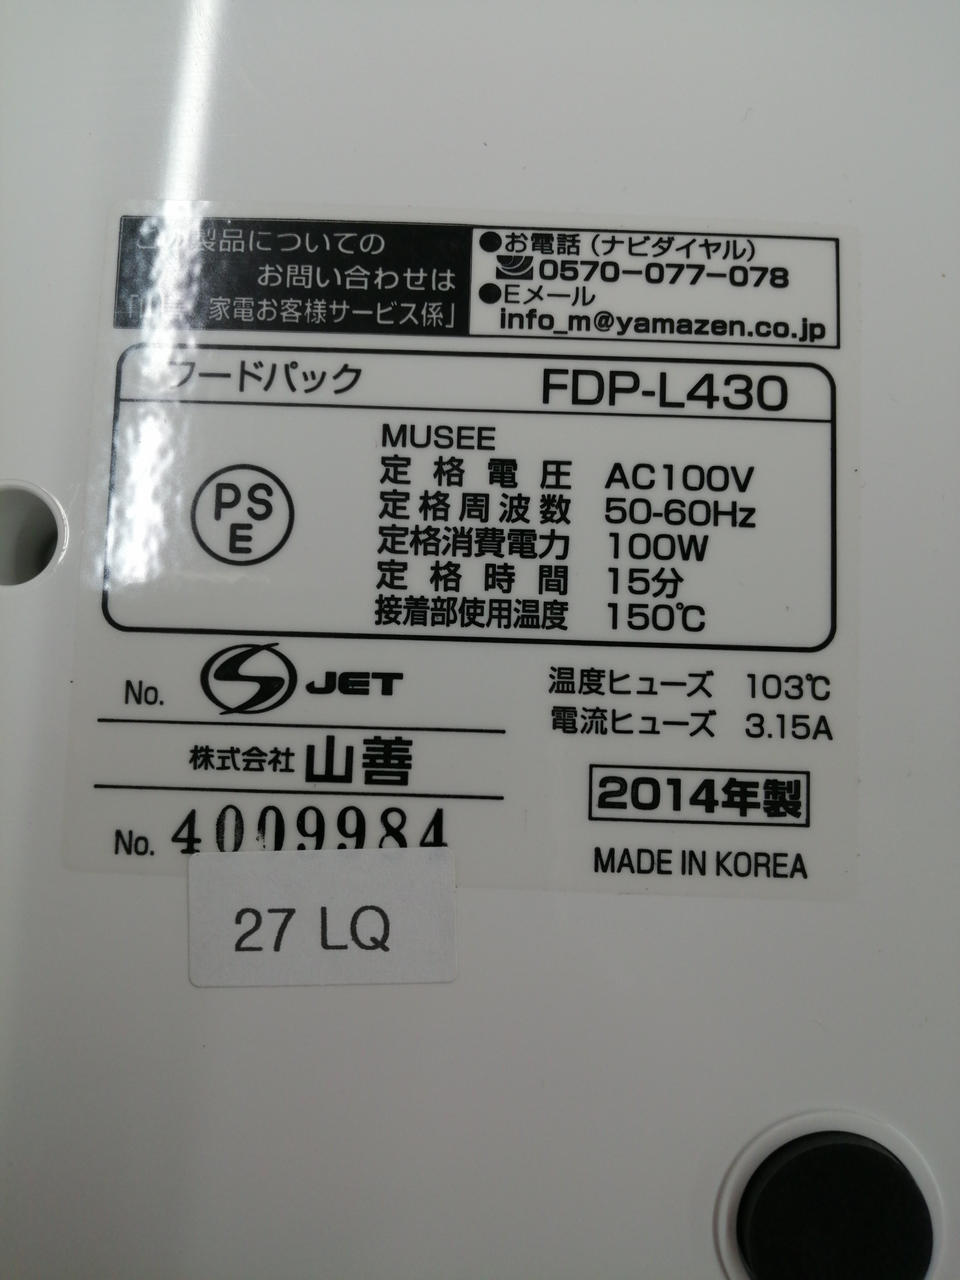 この製品についての
お問い合わせは
「山善 家電お客様サービス係」
●お電話（ナビダイヤル）
0570-077-078
●Eメール
info_m@yamazen.co.jp
フードパック FDP-L430
MUSEE
PS
E
定格電圧 AC100V
定格周波数 50-60Hz
定格消費電力 100W
定格時間 15分
接着部使用温度 150℃
No. JET
温度ヒューズ 103℃
電流ヒューズ 3.15A
株式会社 山善
2014年製
No. 4009984
MADE IN KOREA
27 LQ